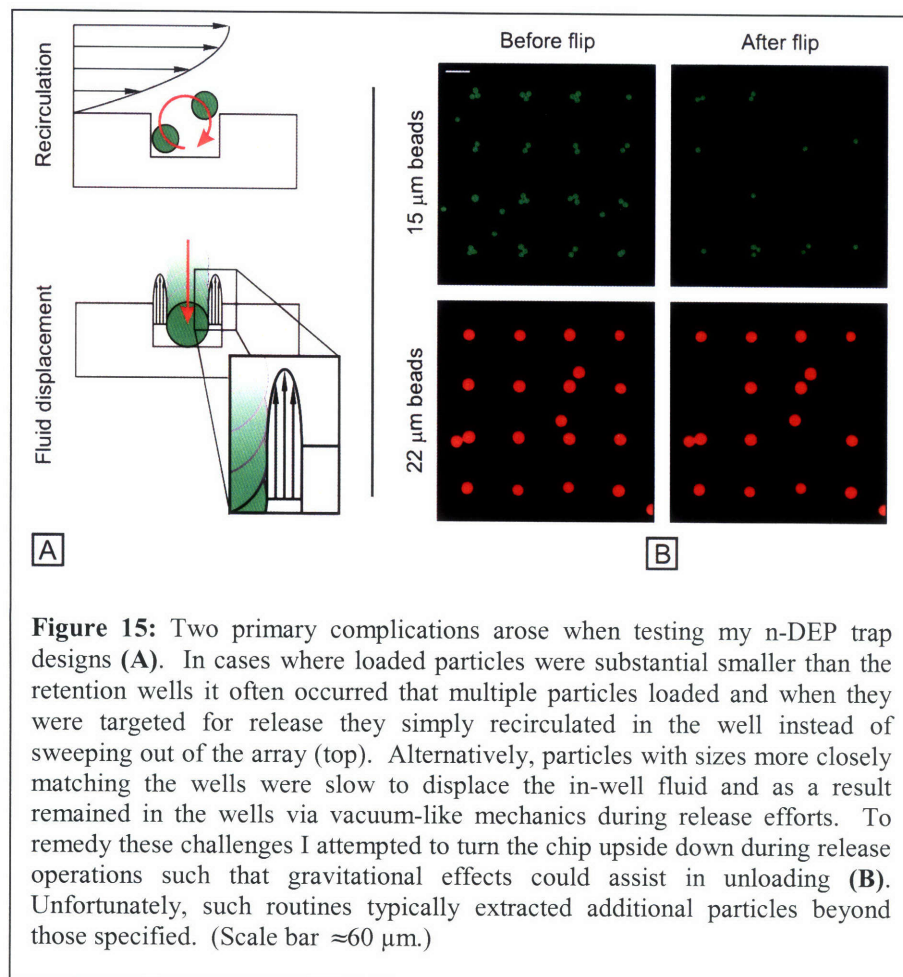 Before flip
After flip
Recirculation
15 µm beads
Fluid displacement
22 µm beads
A
B
Figure 15: Two primary complications arose when testing my n-DEP trap
designs (A). In cases where loaded particles were substantial smaller than the
retention wells it often occurred that multiple particles loaded and when they
were targeted for release they simply recirculated in the well instead of
sweeping out of the array (top). Alternatively, particles with sizes more closely
matching the wells were slow to displace the in-well fluid and as a result
remained in the wells via vacuum-like mechanics during release efforts. To
remedy these challenges I attempted to turn the chip upside down during release
operations such that gravitational effects could assist in unloading (B).
Unfortunately, such routines typically extracted additional particles beyond
those specified. (Scale bar ≈60 µm.)